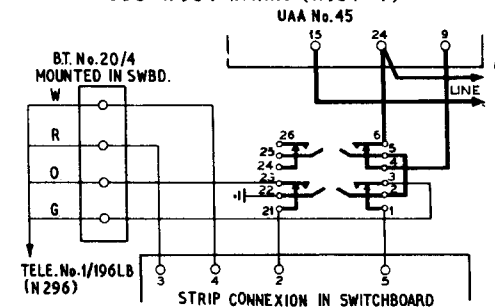 UAA No.45
15 24 9
B.T. No.20/4
MOUNTED IN SWBD.
LINE
W
R
O
G
26 6
25 5
24 4
23 3
22 2
21 1
TELE. No.1/196LB
(N 296)
3 4 2 5
STRIP CONNEXION IN SWITCHBOARD